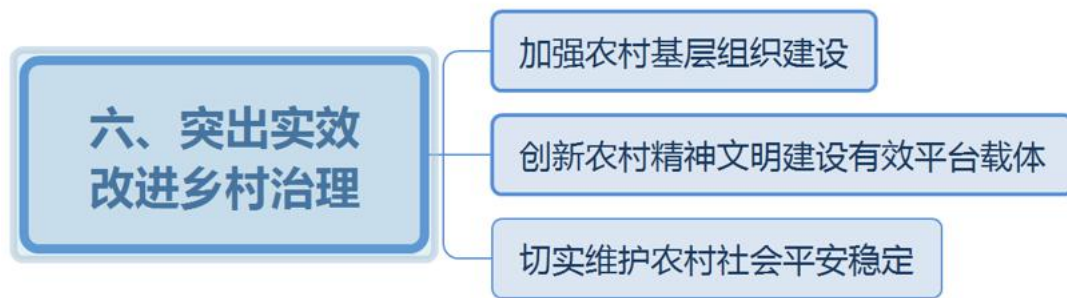 六、突出实效
改进乡村治理
加强农村基层组织建设
创新农村精神文明建设有效平台载体
切实维护农村社会平安稳定